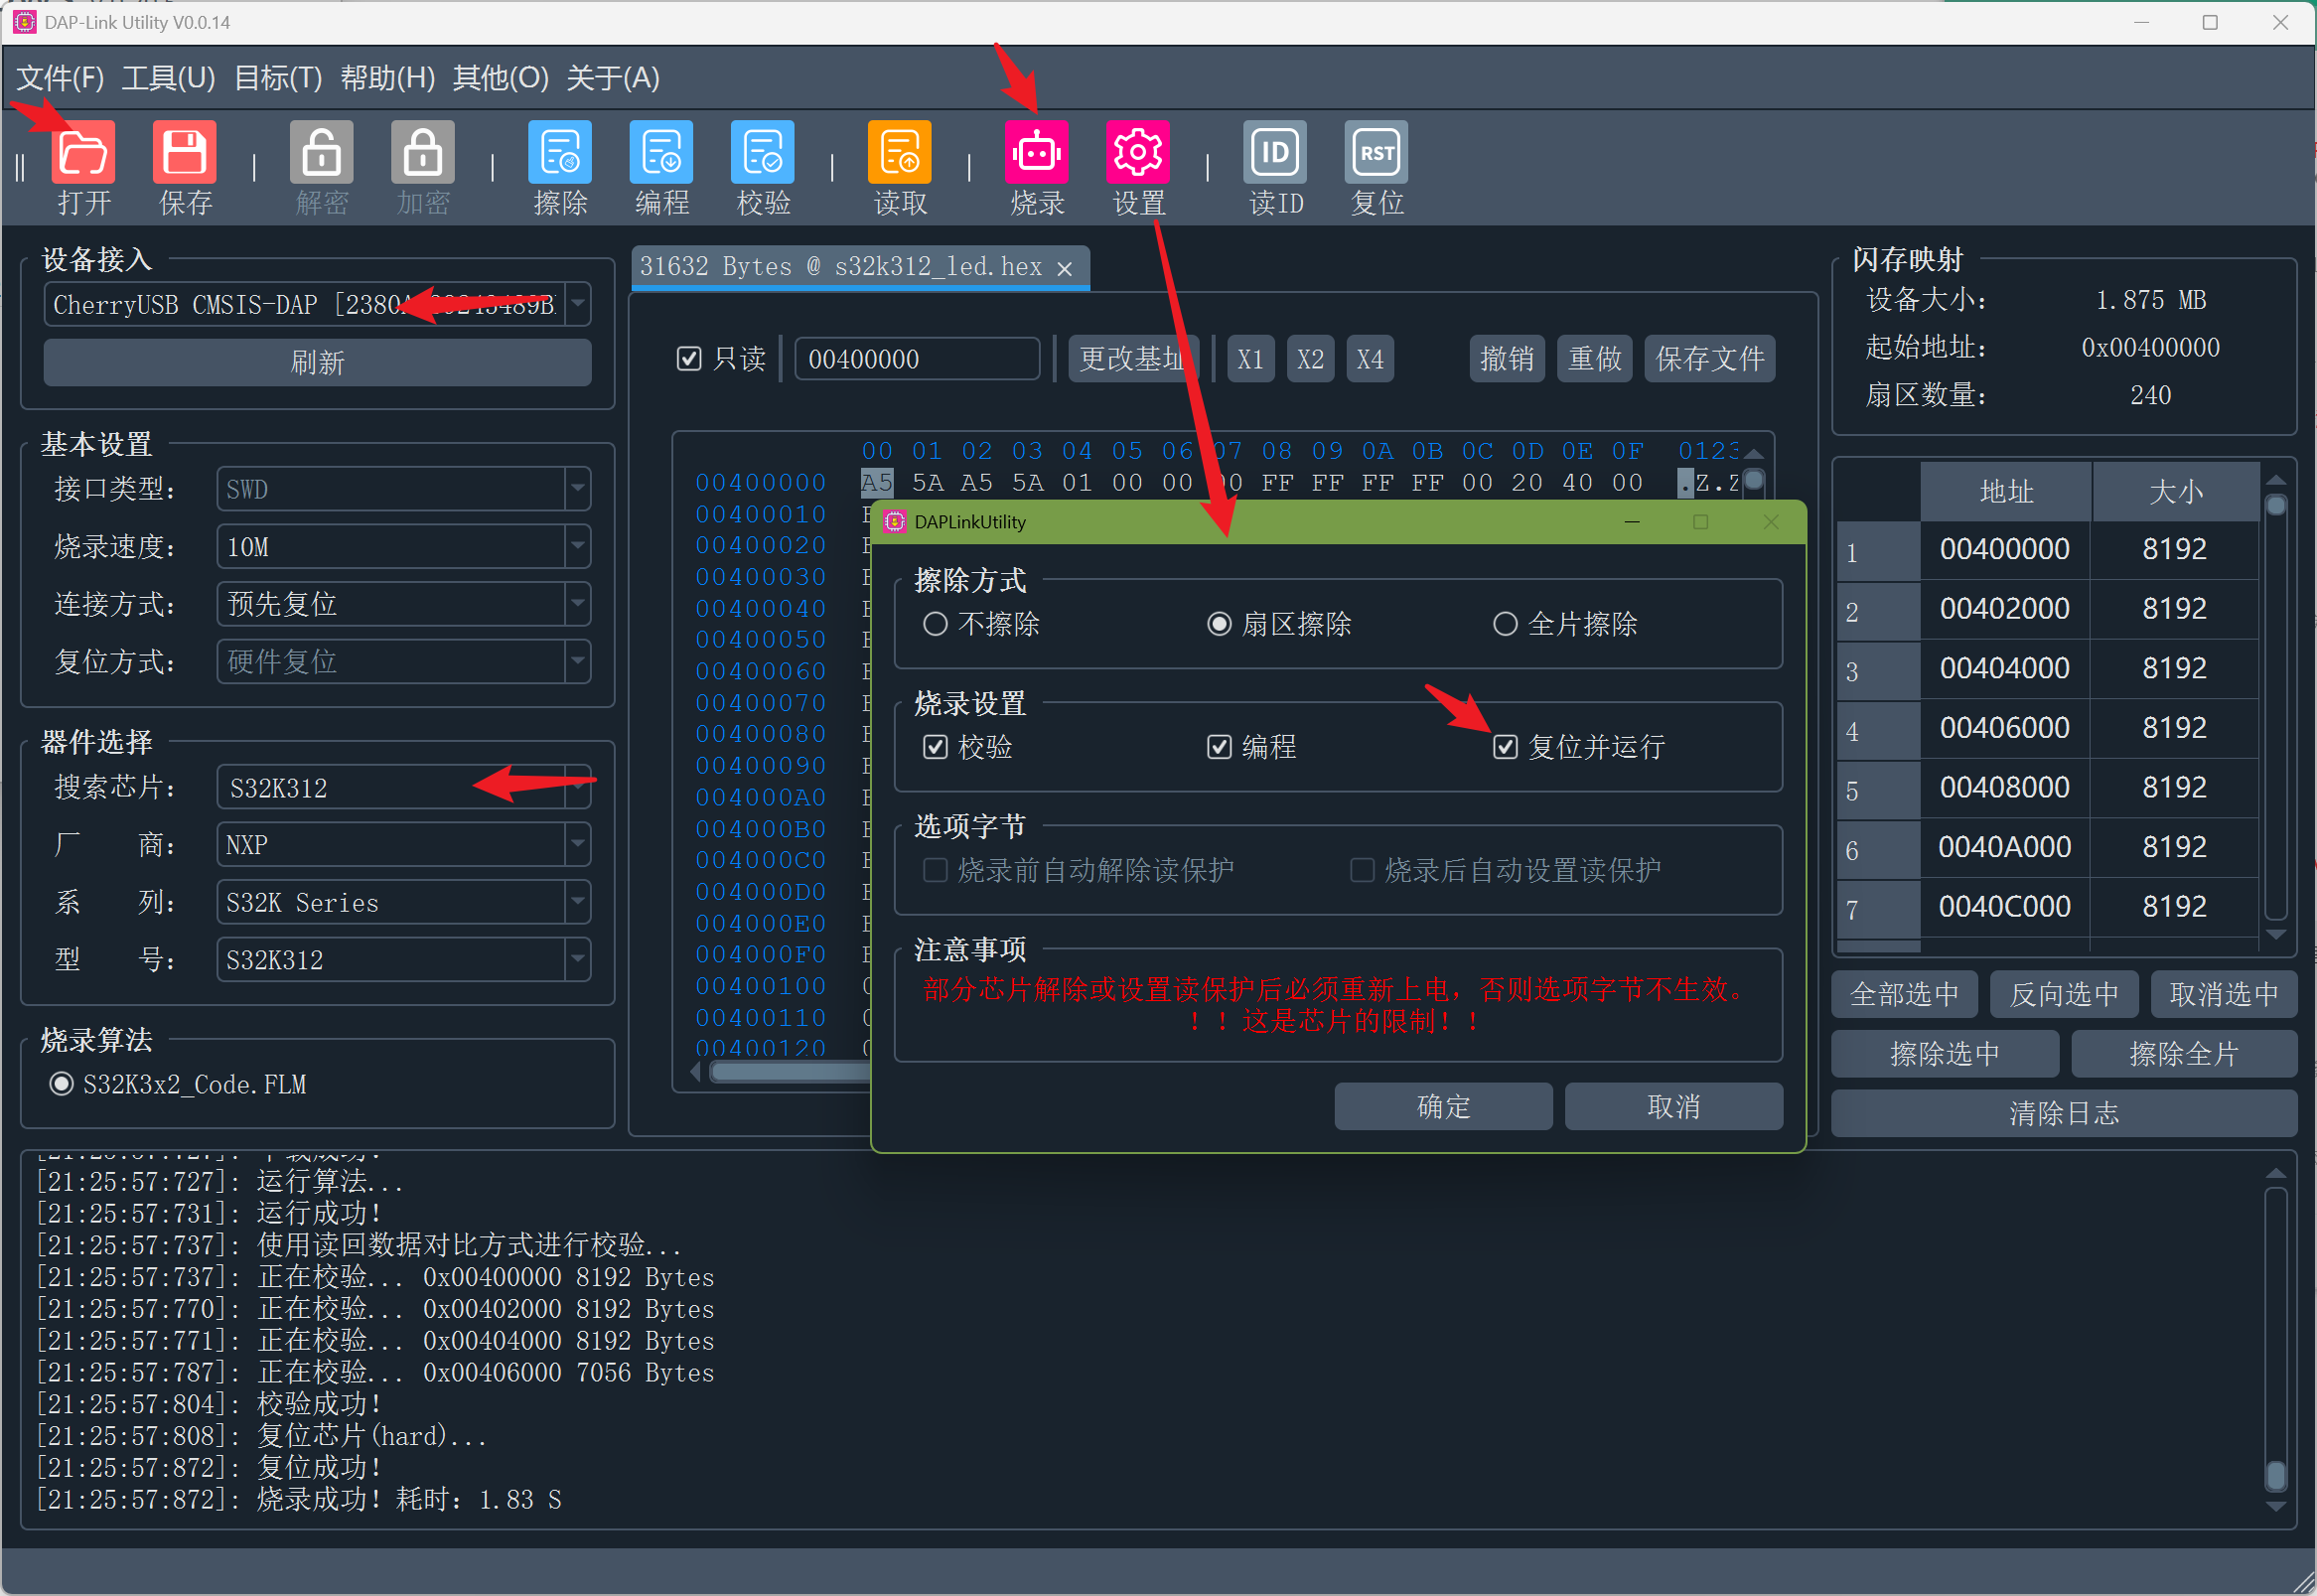 DAP-Link Utility V0.0.14
文件(F) 工具(U) 目标(T) 帮助(H) 其他(O) 关于(A)
打开 保存 解密 加密 擦除 编程 校验 读取 烧录 设置 读ID 复位
ID RST
设备接入
CherryUSB CMSIS-DAP
刷新
基本设置
接口类型: SWD
烧录速度: 10M
连接方式: 预先复位
复位方式: 硬件复位
器件选择
搜索芯片: S32K312
厂 商: NXP
系 列: S32K Series
型 号: S32K312
烧录算法
S32K3x2_Code.FLM
31632 Bytes @ s32k312_led.hex
只读 00400000 更改基址 X1 X2 X4 撤销 重做 保存文件
00 01 02 03 04 05 06 07 08 09 0A 0B 0C 0D 0E 0F 0123
00400000 A5 5A A5 5A 01 00 00 00 FF FF FF FF 00 20 40 00 .Z.Z
00400010
00400020
00400030
00400040
00400050
00400060
00400070
00400080
00400090
004000A0
004000B0
004000C0
004000D0
004000E0
004000F0
00400100
00400110
00400120
DAPLinkUtility
擦除方式
不擦除 扇区擦除 全片擦除
烧录设置
校验 编程 复位并运行
选项字节
烧录前自动解除读保护 烧录后自动设置读保护
注意事项
部分芯片解除或设置读保护后必须重新上电，否则选项字节不生效。
！！这是芯片的限制！！
确定 取消
闪存映射
设备大小: 1.875 MB
起始地址: 0x00400000
扇区数量: 240
地址 大小
1 00400000 8192
2 00402000 8192
3 00404000 8192
4 00406000 8192
5 00408000 8192
6 0040A000 8192
7 0040C000 8192
全部选中 反向选中 取消选中
擦除选中 擦除全片
清除日志
[21:25:57:727]: 下载成功!
[21:25:57:727]: 运行算法...
[21:25:57:731]: 运行成功!
[21:25:57:737]: 使用读回数据对比方式进行校验...
[21:25:57:737]: 正在校验... 0x00400000 8192 Bytes
[21:25:57:770]: 正在校验... 0x00402000 8192 Bytes
[21:25:57:771]: 正在校验... 0x00404000 8192 Bytes
[21:25:57:787]: 正在校验... 0x00406000 7056 Bytes
[21:25:57:804]: 校验成功!
[21:25:57:808]: 复位芯片(hard)...
[21:25:57:872]: 复位成功!
[21:25:57:872]: 烧录成功! 耗时: 1.83 S